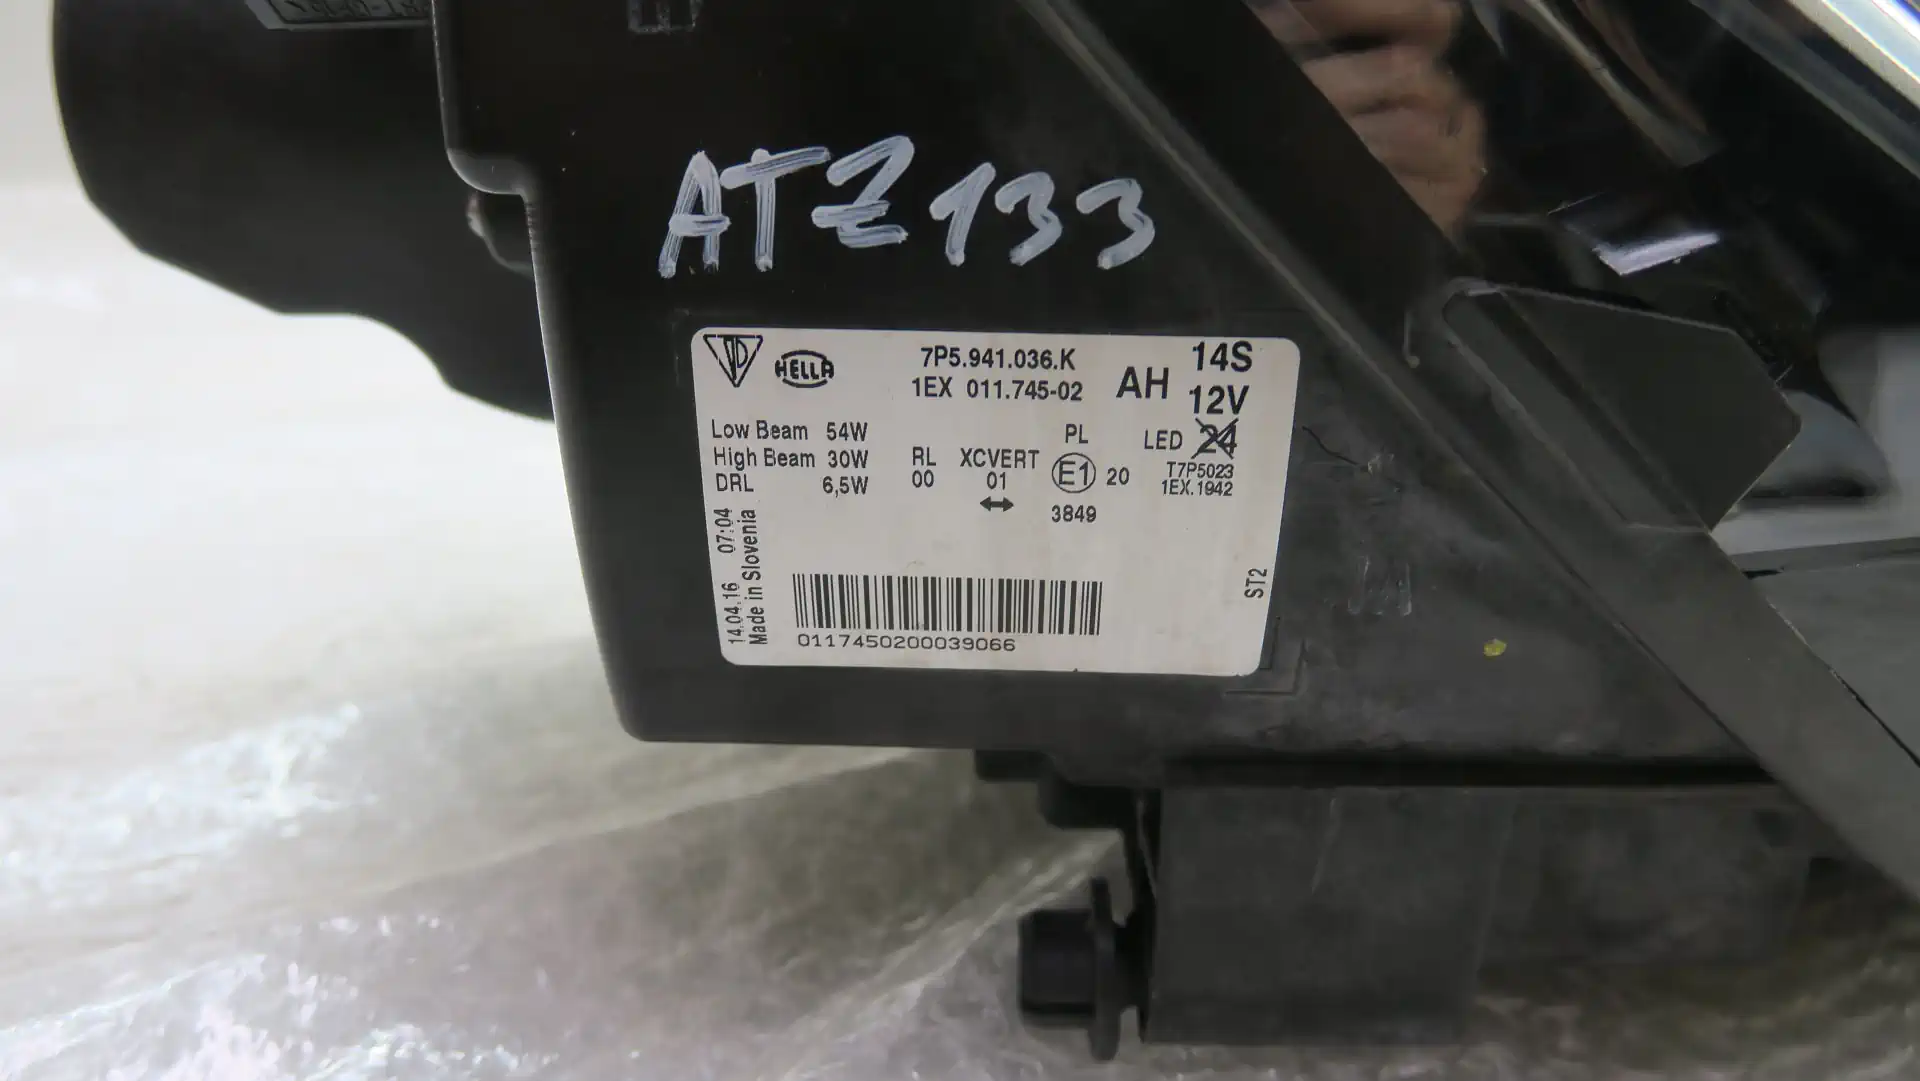 ATZ133
HELLA
7P5.941.036.K
1EX 011.745-02
AH
14S
12V
Low Beam 54W
High Beam 30W
DRL 6,5W
RL
00
XCVERT
01
↔
PL
E1 20
3849
LED 24
T7P5023
1EX.1942
14.04.16 07:04
Made in Slovenia
ST2
0117450200039066